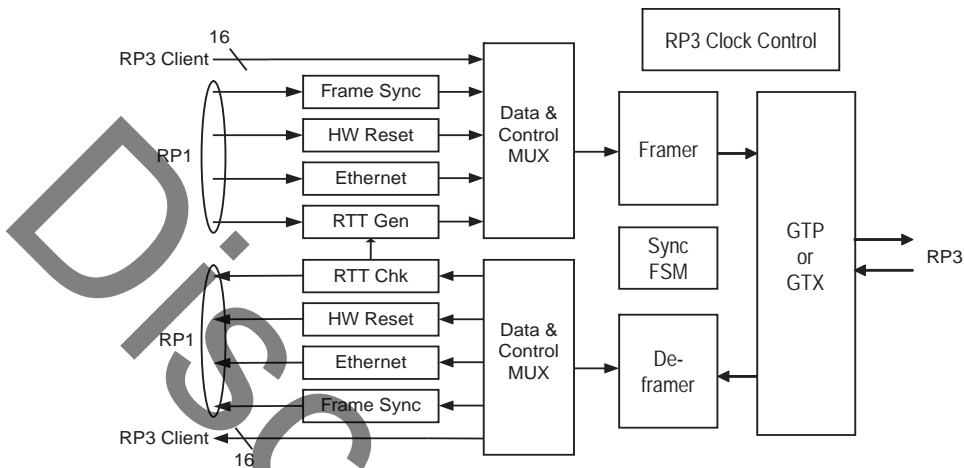 16
RP3 Client
RP3 Clock Control
Frame Sync
HW Reset
Ethernet
RTT Gen
RP1
Data &
Control
MUX
Framer
GTP
or
GTX
RP3
Sync
FSM
RTT Chk
HW Reset
Ethernet
Frame Sync
RP1
Data &
Control
MUX
De-
framer
RP3 Client
16
Disc